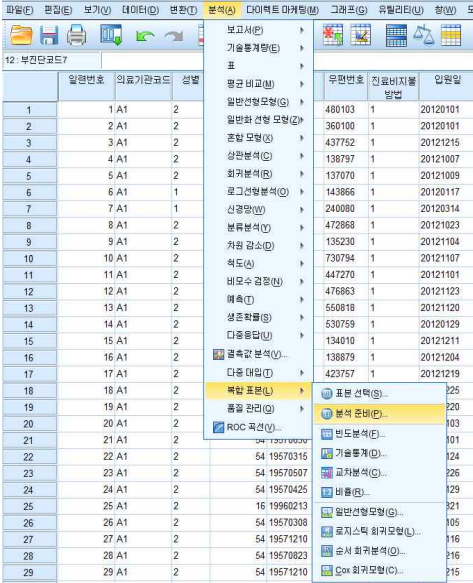 파일(F) 편집(E) 보기(V) 데이터(D) 변환(T) 분석(A) 다이렉트 마케팅(M) 그래프(G) 유틸리티(U) 창(W)
12 : 부진단코드7
일련번호 의료기관코드 성별 우편번호 진료비지불방법 입원일
1 1 A1 2 480103 1 20120101
2 2 A1 2 360100 1 20120101
3 3 A1 2 437752 1 20121215
4 4 A1 2 138797 1 20121007
5 5 A1 2 137070 1 20121009
6 6 A1 1 143866 1 20120117
7 7 A1 1 240080 1 20120314
8 8 A1 2 472868 1 20121023
9 9 A1 2 135230 1 20121104
10 10 A1 2 730794 1 20121107
11 11 A1 2 447270 1 20121101
12 12 A1 2 476863 1 20121123
13 13 A1 2 550818 1 20121120
14 14 A1 2 530759 1 20120129
15 15 A1 2 134010 1 20121211
16 16 A1 2 138879 1 20121204
17 17 A1 2 423757 1 20121219
18 18 A1 2
19 19 A1 2 220
20 20 A1 2 103
21 21 A1 2
22 22 A1 2 54 19570315 124
23 23 A1 2 54 19570507 226
24 24 A1 2 54 19570425 129
25 25 A1 2 16 19960213 321
26 26 A1 2 54 19570308 105
27 27 A1 2 54 19571210 116
28 28 A1 2 54 19570823 216
29 29 A1 2 54 19571210 215
보고서(P)
기술통계량(E)
표
평균 비교(M)
일반선형모형(G)
일반화 선형 모형(Z)
혼합 모형(X)
상관분석(C)
회귀분석(R)
로그선형분석(O)
신경망(W)
분류분석(Y)
차원 감소(D)
척도(A)
비모수 검정(N)
예측(T)
생존확률(S)
다중응답(U)
결측값 분석(V)...
다중 대입(T)
복합 표본(L)
품질 관리(Q)
ROC 곡선(V)...
표본 선택(S)...
분석 준비(P)...
빈도분석(F)...
기술통계(D)...
교차분석(C)...
비율(R)...
일반선형모형(G)...
로지스틱 회귀모형(L)...
순서 회귀분석(O)...
Cox 회귀모형(C)...